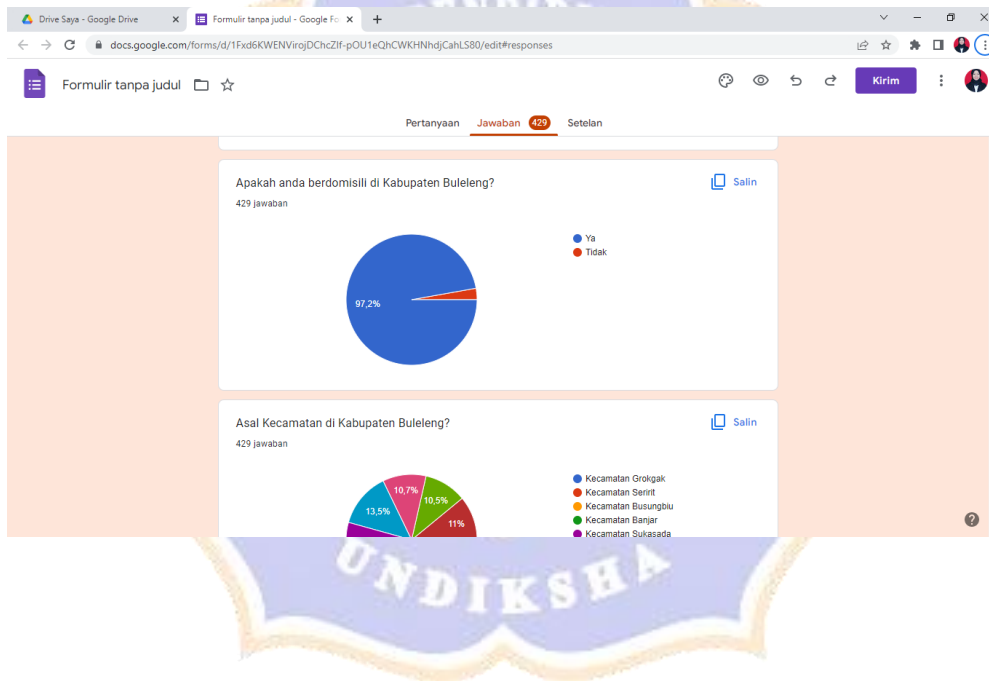 Drive Saya - Google Drive
Formulir tanpa judul - Google Fo
docs.google.com/forms/d/1Fxd6KWENVirojDChcZIf-pOU1eQhCWKHNhdjCahLS80/edit#responses
Formulir tanpa judul
Kirim
Pertanyaan Jawaban 429 Setelan
Apakah anda berdomisili di Kabupaten Buleleng?
Salin
429 jawaban
Ya
Tidak
97,2%
Asal Kecamatan di Kabupaten Buleleng?
Salin
429 jawaban
10,7%
10,5%
13,5%
11%
Kecamatan Grokgak
Kecamatan Seririt
Kecamatan Busungbiu
Kecamatan Banjar
Kecamatan Sukasada
UNDIKSHA